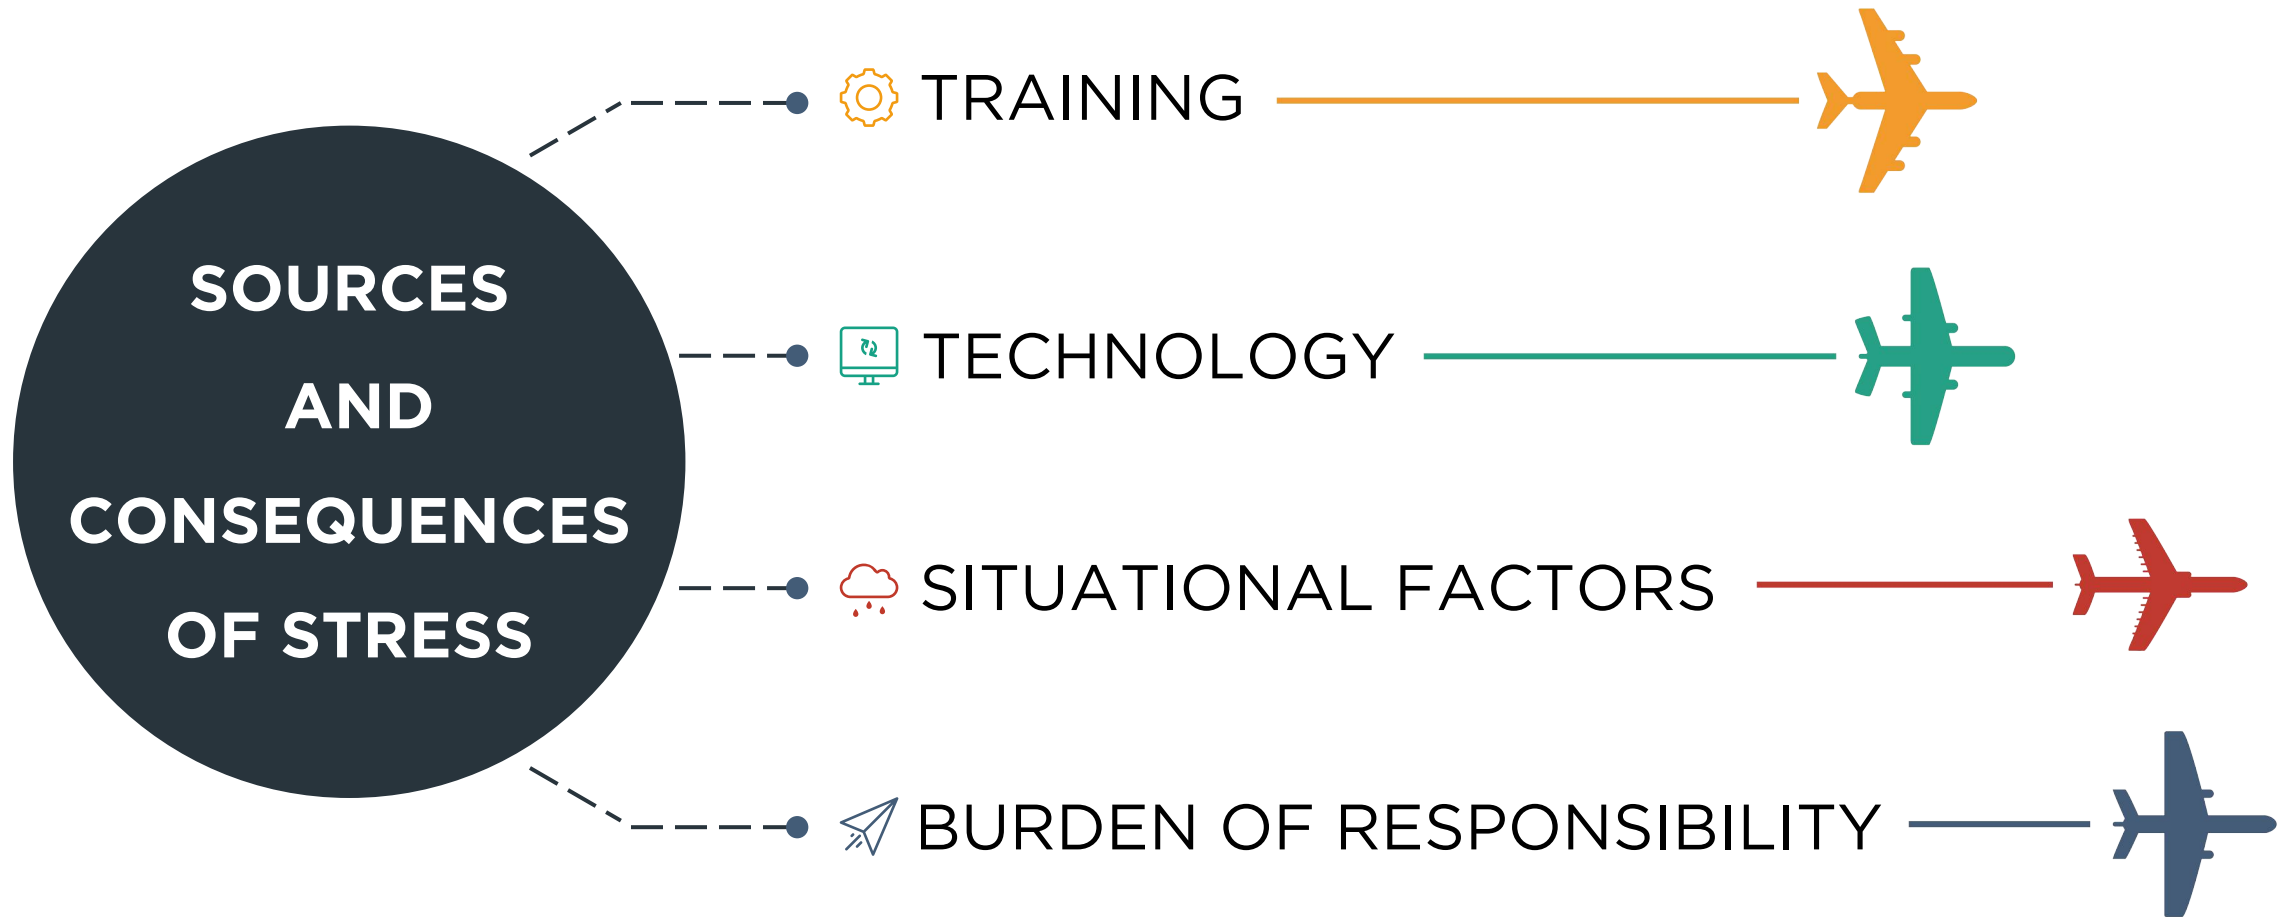 SOURCES
AND
CONSEQUENCES
OF STRESS
TRAINING
TECHNOLOGY
SITUATIONAL FACTORS
BURDEN OF RESPONSIBILITY